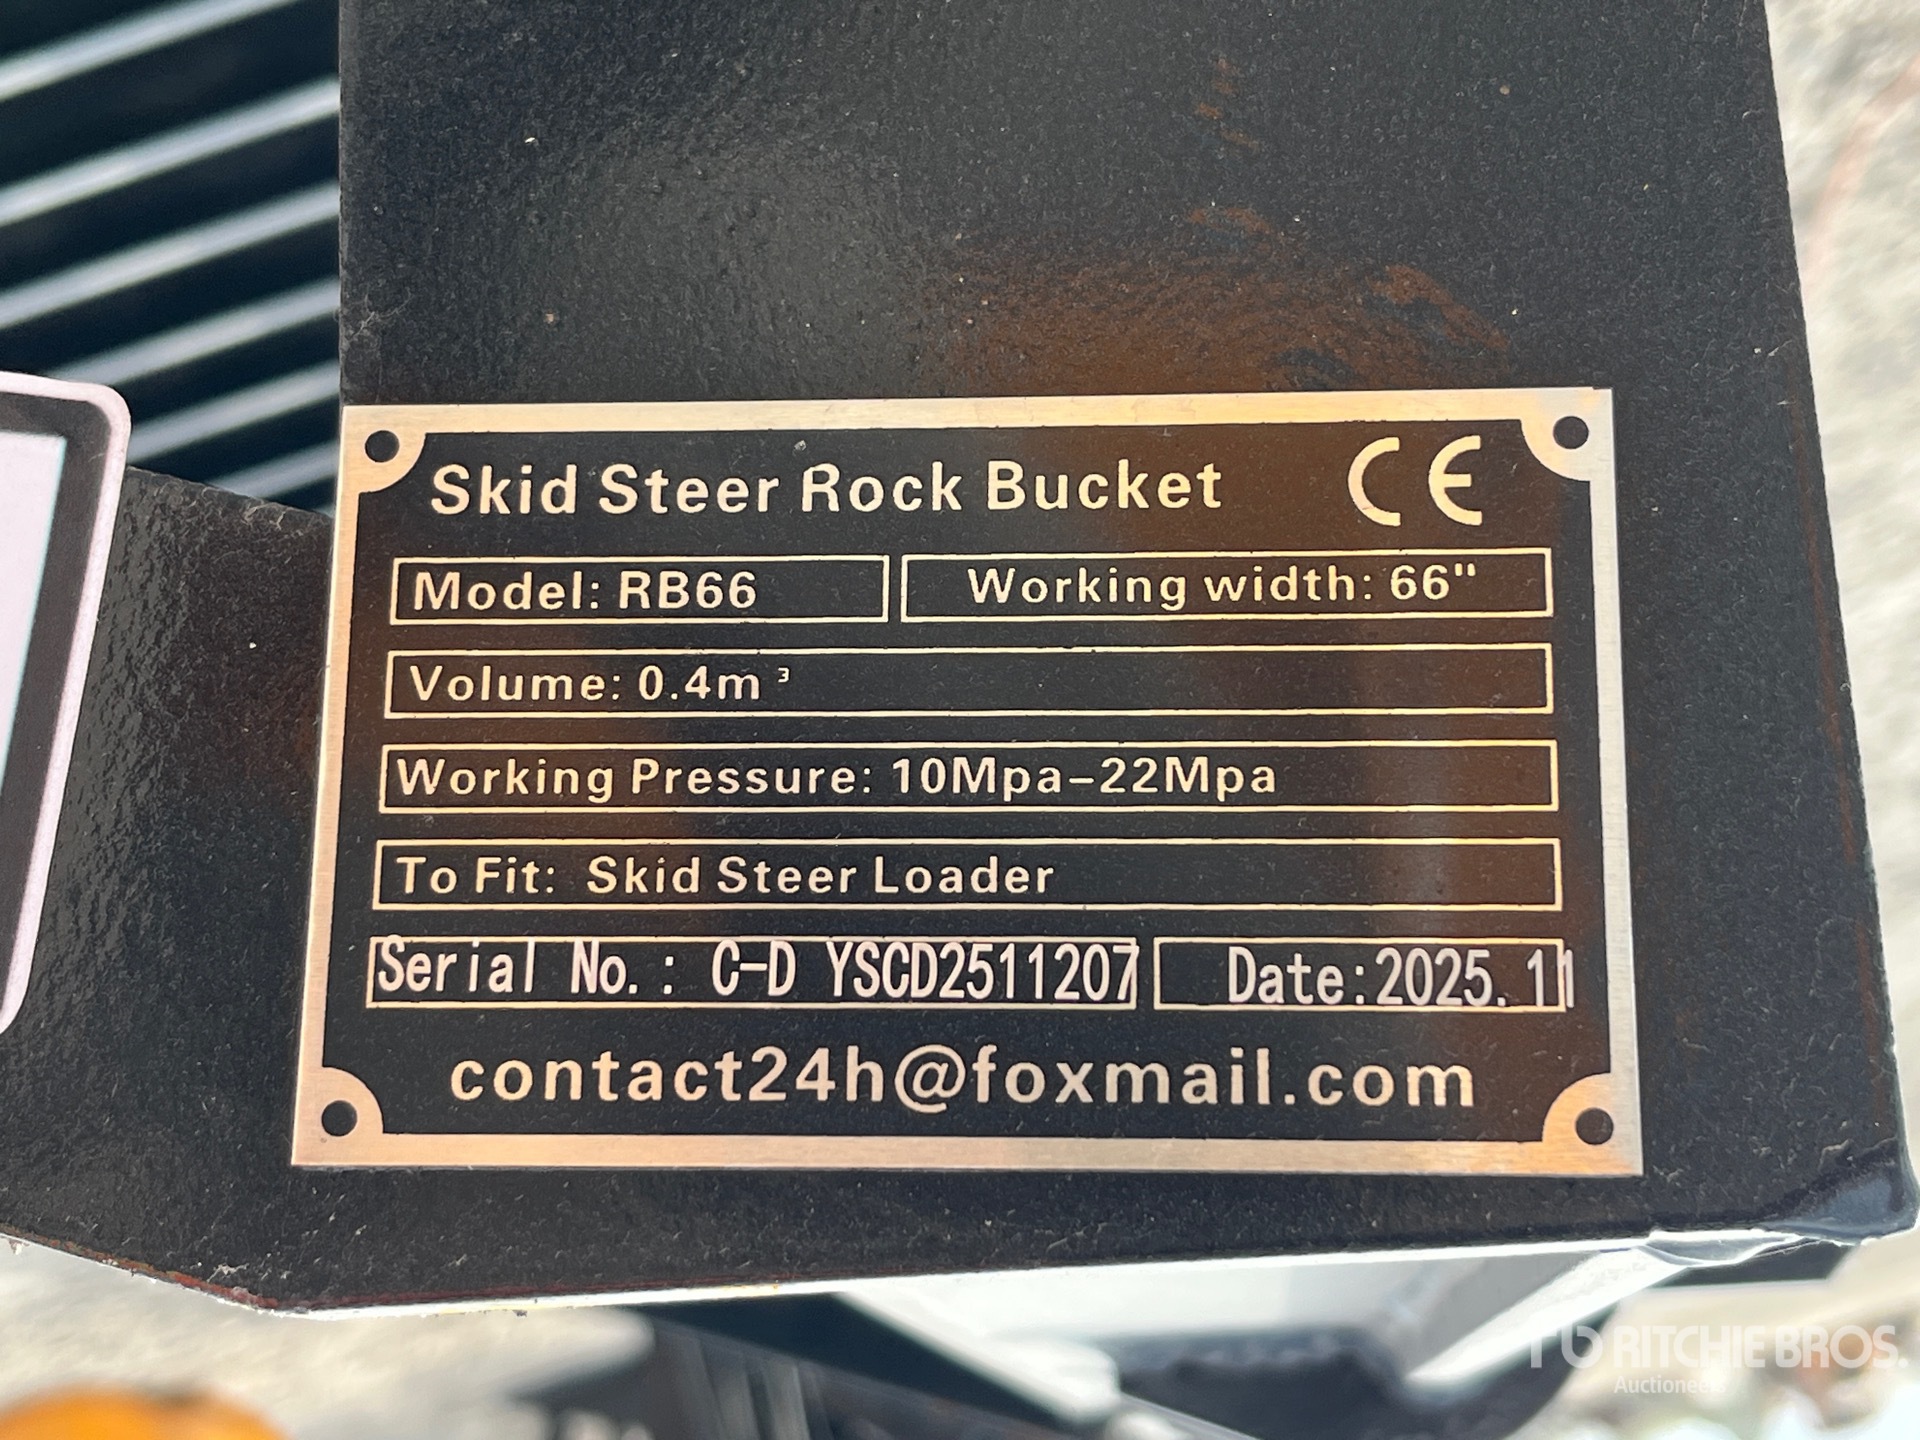 Skid Steer Rock Bucket CE
Model: RB66 Working width: 66"
Volume: 0.4m³
Working Pressure: 10Mpa-22Mpa
To Fit: Skid Steer Loader
Serial No.: C-D YSCD2511207 Date:2025.11
contact24h@foxmail.com
RITCHIE BROS.
Auctioneers